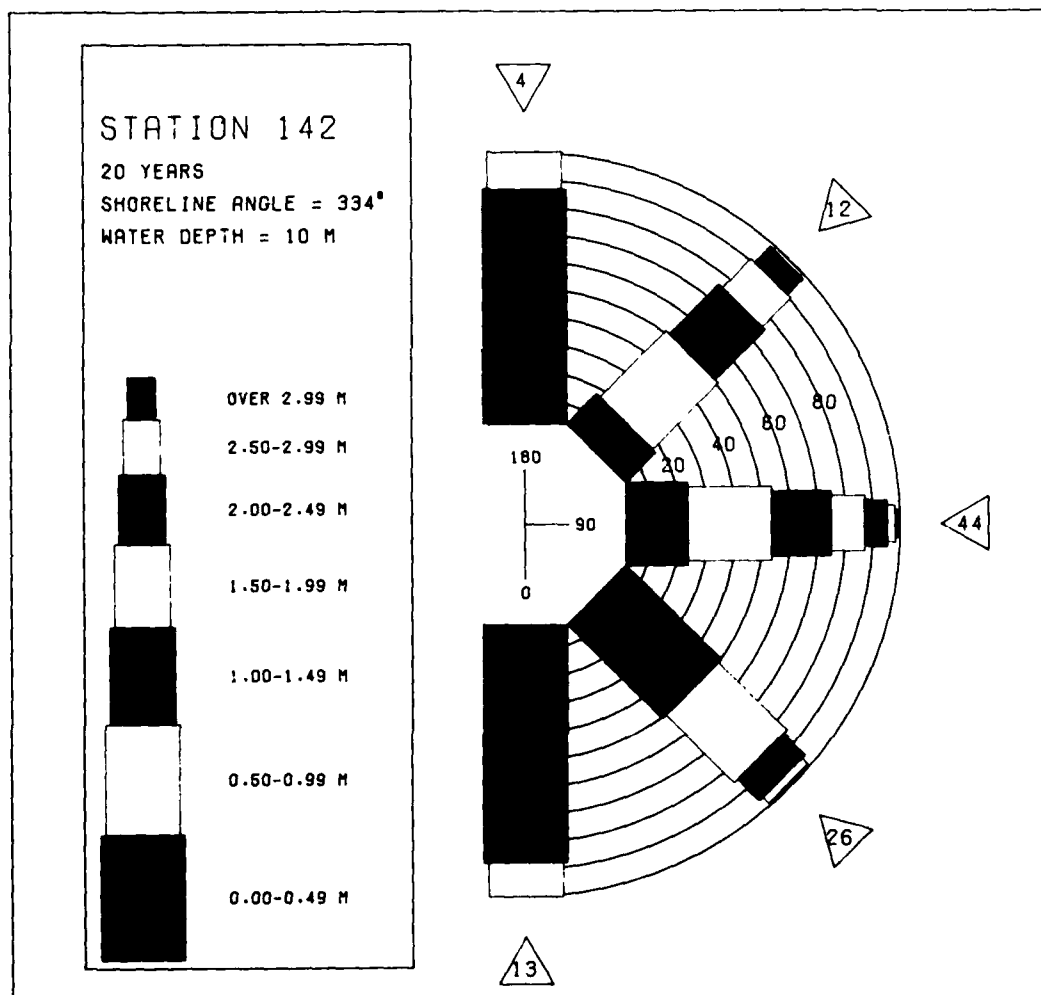 STATION 142
20 YEARS
SHORELINE ANGLE = 334°
WATER DEPTH = 10 M
OVER 2.99 M
2.50-2.99 M
2.00-2.49 M
1.50-1.99 M
1.00-1.49 M
0.50-0.99 M
0.00-0.49 M
4
12
44
26
13
180
90
0
20
40
60
80